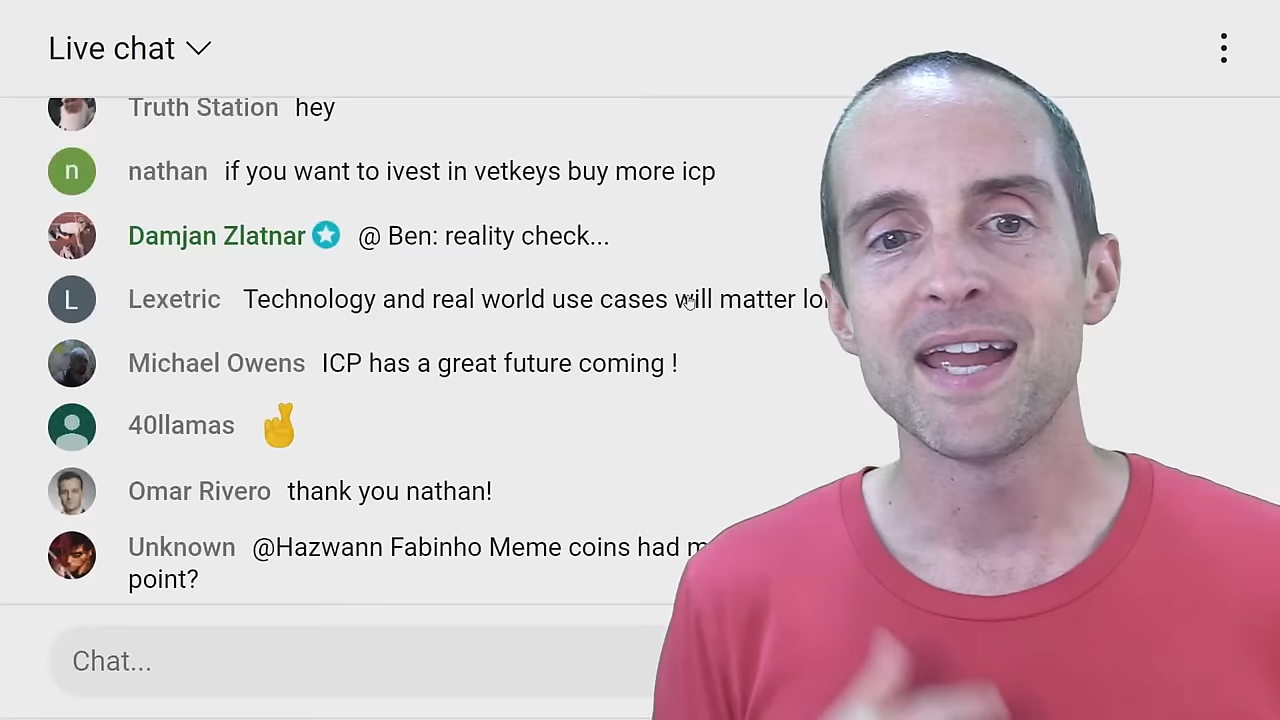 Live chat
Truth Station hey
n nathan if you want to ivest in vetkeys buy more icp
Damjan Zlatnar @ Ben: reality check...
L Lexetric Technology and real world use cases will matter
Michael Owens ICP has a great future coming !
40llamas
Omar Rivero thank you nathan!
Unknown @Hazwann Fabinho Meme coins had
point?
Chat...